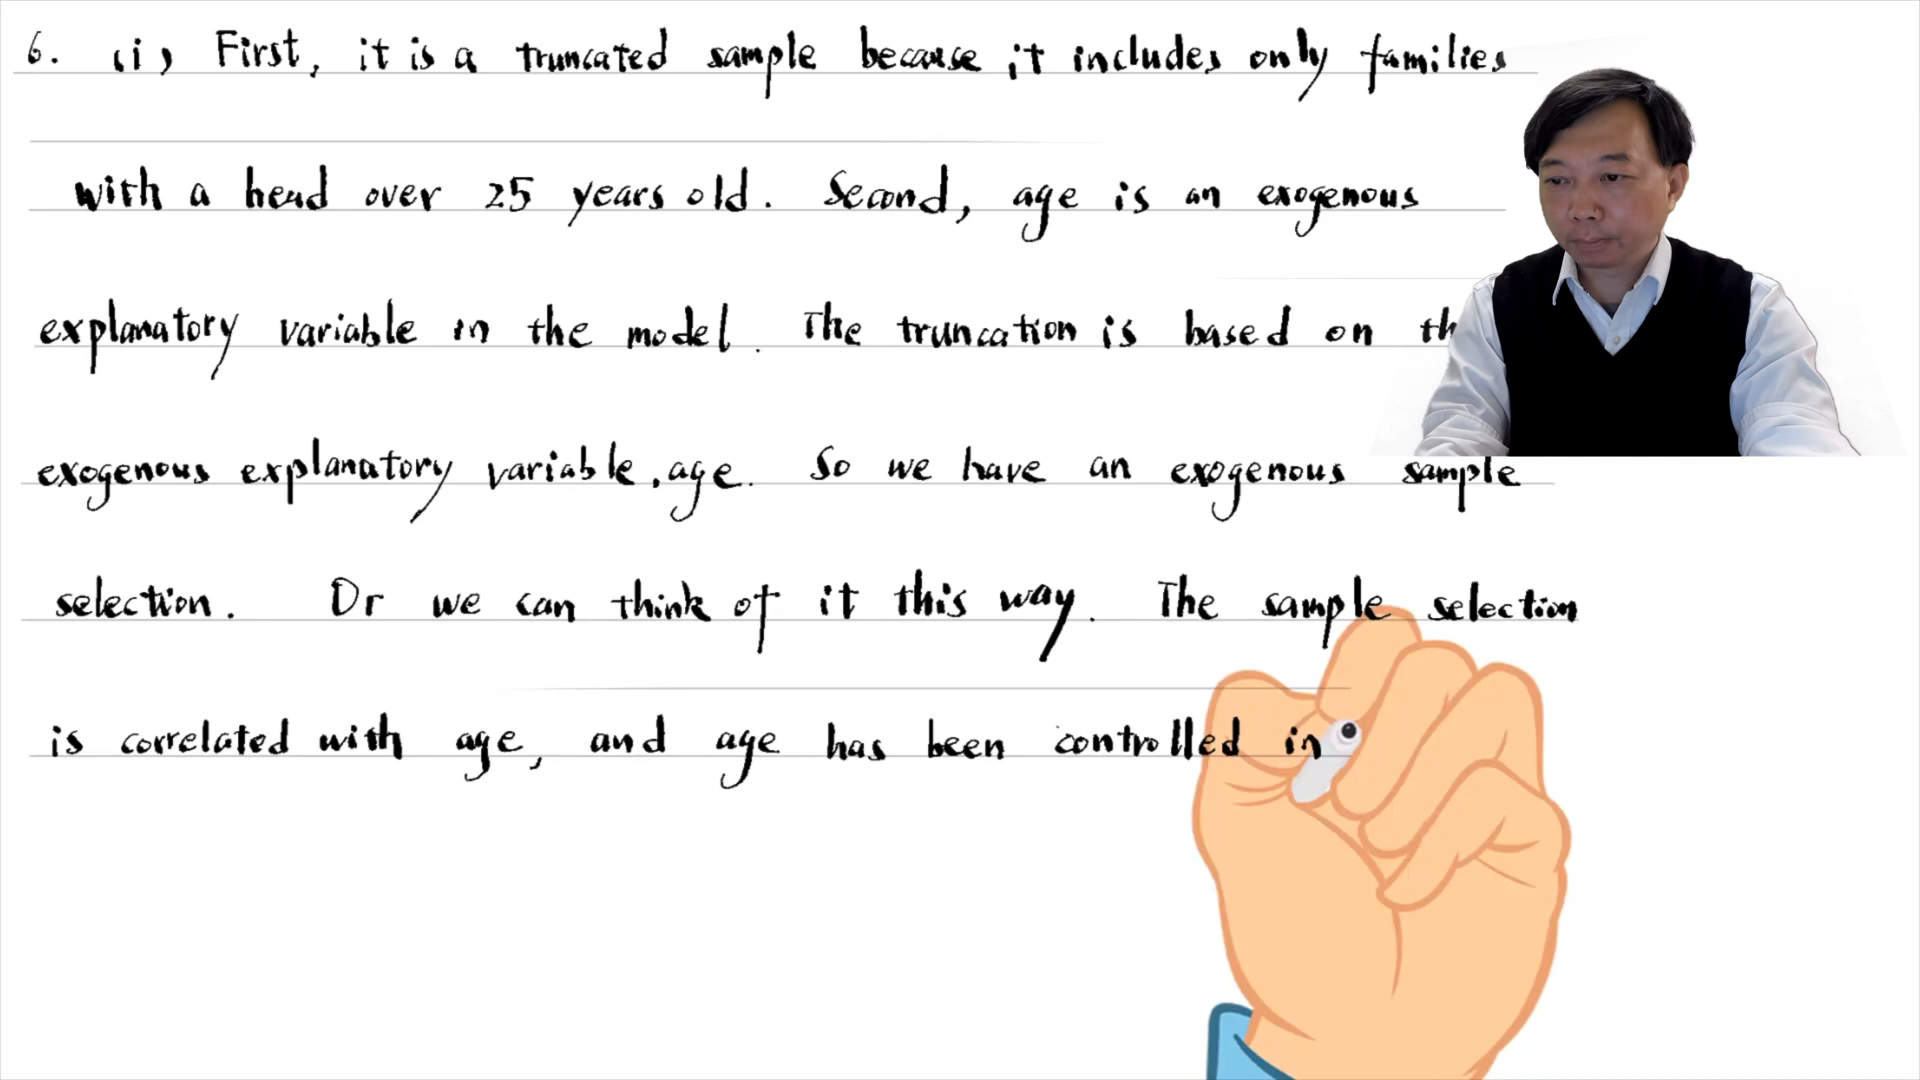 6. (i) First, it is a truncated sample because it includes only families
with a head over 25 years old. Second, age is an exogenous
explanatory variable in the model. The truncation is based on
exogenous explanatory variable, age. So we have an exogenous sample
selection. Or we can think of it this way. The sample selection
is correlated with age, and age has been controlled in